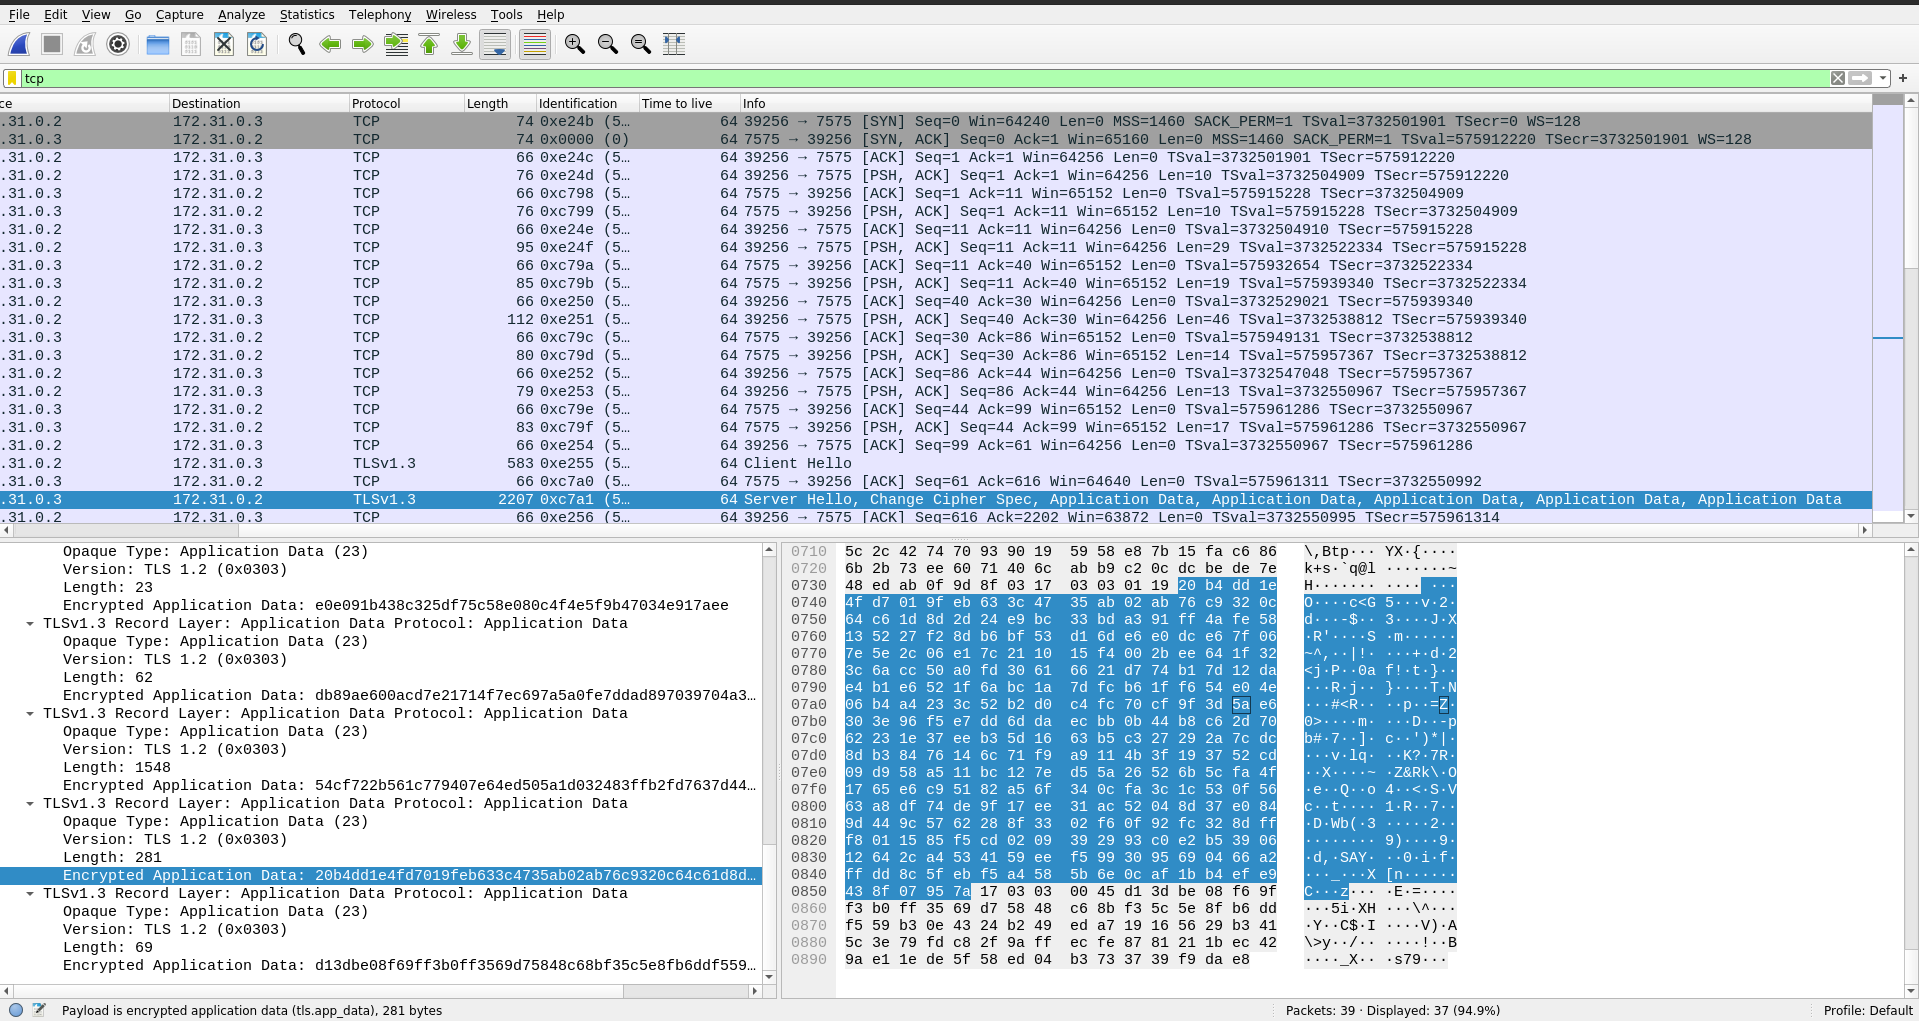 File Edit View Go Capture Analyze Statistics Telephony Wireless Tools Help
tcp
ce Destination Protocol Length Identification Time to live Info
.31.0.2 172.31.0.3 TCP 74 0xe24b (5… 64 39256 → 7575 [SYN] Seq=0 Win=64240 Len=0 MSS=1460 SACK_PERM=1 TSval=3732501901 TSecr=0 WS=128
.31.0.3 172.31.0.2 TCP 74 0x0000 (0) 64 7575 → 39256 [SYN, ACK] Seq=0 Ack=1 Win=65160 Len=0 MSS=1460 SACK_PERM=1 TSval=575912220 TSecr=3732501901 WS=128
.31.0.2 172.31.0.3 TCP 66 0xe24c (5… 64 39256 → 7575 [ACK] Seq=1 Ack=1 Win=64256 Len=0 TSval=3732501901 TSecr=575912220
.31.0.2 172.31.0.3 TCP 76 0xe24d (5… 64 39256 → 7575 [PSH, ACK] Seq=1 Ack=1 Win=64256 Len=10 TSval=3732504909 TSecr=575912220
.31.0.3 172.31.0.2 TCP 66 0xc798 (5… 64 7575 → 39256 [ACK] Seq=1 Ack=11 Win=65152 Len=0 TSval=575915228 TSecr=3732504909
.31.0.3 172.31.0.2 TCP 76 0xc799 (5… 64 7575 → 39256 [PSH, ACK] Seq=1 Ack=11 Win=65152 Len=10 TSval=575915228 TSecr=3732504909
.31.0.2 172.31.0.3 TCP 66 0xe24e (5… 64 39256 → 7575 [ACK] Seq=11 Ack=11 Win=64256 Len=0 TSval=3732504910 TSecr=575915228
.31.0.2 172.31.0.3 TCP 95 0xe24f (5… 64 39256 → 7575 [PSH, ACK] Seq=11 Ack=11 Win=64256 Len=29 TSval=3732522334 TSecr=575915228
.31.0.3 172.31.0.2 TCP 66 0xc79a (5… 64 7575 → 39256 [ACK] Seq=11 Ack=40 Win=65152 Len=0 TSval=575932654 TSecr=3732522334
.31.0.3 172.31.0.2 TCP 85 0xc79b (5… 64 7575 → 39256 [PSH, ACK] Seq=11 Ack=40 Win=65152 Len=19 TSval=575939340 TSecr=3732522334
.31.0.2 172.31.0.3 TCP 66 0xe250 (5… 64 39256 → 7575 [ACK] Seq=40 Ack=30 Win=64256 Len=0 TSval=3732529021 TSecr=575939340
.31.0.2 172.31.0.3 TCP 112 0xe251 (5… 64 39256 → 7575 [PSH, ACK] Seq=40 Ack=30 Win=64256 Len=46 TSval=3732538812 TSecr=575939340
.31.0.3 172.31.0.2 TCP 66 0xc79c (5… 64 7575 → 39256 [ACK] Seq=30 Ack=86 Win=65152 Len=0 TSval=575949131 TSecr=3732538812
.31.0.3 172.31.0.2 TCP 80 0xc79d (5… 64 7575 → 39256 [PSH, ACK] Seq=30 Ack=86 Win=65152 Len=14 TSval=575957367 TSecr=3732538812
.31.0.2 172.31.0.3 TCP 66 0xe252 (5… 64 39256 → 7575 [ACK] Seq=86 Ack=44 Win=64256 Len=0 TSval=3732547048 TSecr=575957367
.31.0.2 172.31.0.3 TCP 79 0xe253 (5… 64 39256 → 7575 [PSH, ACK] Seq=86 Ack=44 Win=64256 Len=13 TSval=3732550967 TSecr=575957367
.31.0.3 172.31.0.2 TCP 66 0xc79e (5… 64 7575 → 39256 [ACK] Seq=44 Ack=99 Win=65152 Len=0 TSval=575961286 TSecr=3732550967
.31.0.3 172.31.0.2 TCP 83 0xc79f (5… 64 7575 → 39256 [PSH, ACK] Seq=44 Ack=99 Win=65152 Len=17 TSval=575961286 TSecr=3732550967
.31.0.2 172.31.0.3 TCP 66 0xe254 (5… 64 39256 → 7575 [ACK] Seq=99 Ack=61 Win=64256 Len=0 TSval=3732550967 TSecr=575961286
.31.0.2 172.31.0.3 TLSv1.3 583 0xe255 (5… 64 Client Hello
.31.0.3 172.31.0.2 TCP 66 0xc7a0 (5… 64 7575 → 39256 [ACK] Seq=61 Ack=616 Win=64640 Len=0 TSval=575961311 TSecr=3732550992
.31.0.3 172.31.0.2 TLSv1.3 2207 0xc7a1 (5… 64 Server Hello, Change Cipher Spec, Application Data, Application Data, Application Data, Application Data, Application Data
.31.0.2 172.31.0.3 TCP 66 0xe256 (5… 64 39256 → 7575 [ACK] Seq=616 Ack=2202 Win=63872 Len=0 TSval=3732550995 TSecr=575961314
Opaque Type: Application Data (23)
Version: TLS 1.2 (0x0303)
Length: 23
Encrypted Application Data: e0e091b438c325df75c58e080c4f4e5f9b47034e917aee
TLSv1.3 Record Layer: Application Data Protocol: Application Data
Opaque Type: Application Data (23)
Version: TLS 1.2 (0x0303)
Length: 62
Encrypted Application Data: db89ae600acd7e21714f7ec697a5a0fe7ddad897039704a3…
TLSv1.3 Record Layer: Application Data Protocol: Application Data
Opaque Type: Application Data (23)
Version: TLS 1.2 (0x0303)
Length: 1548
Encrypted Application Data: 54cf722b561c779407e64ed505a1d032483ffb2fd7637d44…
TLSv1.3 Record Layer: Application Data Protocol: Application Data
Opaque Type: Application Data (23)
Version: TLS 1.2 (0x0303)
Length: 281
Encrypted Application Data: 20b4dd1e4fd7019feb633c4735ab02ab76c9320c64c61d8d…
TLSv1.3 Record Layer: Application Data Protocol: Application Data
Opaque Type: Application Data (23)
Version: TLS 1.2 (0x0303)
Length: 69
Encrypted Application Data: d13dbe08f69ff3b0ff3569d75848c68bf35c5e8fb6ddf559…
0710 5c 2c 42 74 70 93 90 19 59 58 e8 7b 15 fa c6 86 \,Btp··· YX·{····
0720 6b 2b 73 ee 60 71 40 6c ab b9 c2 0c dc be de 7e k+s·`q@l ·······~
0730 48 ed ab 0f 9d 8f 03 17 03 03 01 19 20 b4 dd 1e H······· ···· ···
0740 4f d7 01 9f eb 63 3c 47 35 ab 02 ab 76 c9 32 0c O····c<G 5···v·2·
0750 64 c6 1d 8d 2d 24 e9 bc 33 bd a3 91 ff 4a fe 58 d···-$·· 3····J·X
0760 13 52 27 f2 8d b6 bf 53 d1 6d e6 e0 dc e6 7f 06 ·R'····S ·m······
0770 7e 5e 2c 06 e1 7c 21 10 15 f4 00 2b ee 64 1f 32 ~^,··|!· ···+·d·2
0780 3c 6a cc 50 a0 fd 30 61 66 21 d7 74 b1 7d 12 da <j·P··0a f!·t·}··
0790 e4 b1 e6 52 1f 6a bc 1a 7d fc b6 1f f6 54 e0 4e ···R·j·· }····T·N
07a0 06 b4 a4 23 3c 52 b2 d0 c4 fc 70 cf 9f 3d 5a e6 ···#<R·· ··p··=Z·
07b0 30 3e 96 f5 e7 dd 6d da ec bb 0b 44 b8 c6 2d 70 0>····m· ···D··-p
07c0 62 23 1e 37 ee b3 5d 16 63 b5 c3 27 29 2a 7c dc b#·7··]· c··')*|·
07d0 8d b3 84 76 14 6c 71 f9 a9 11 4b 3f 19 37 52 cd ···v·lq· ··K?·7R·
07e0 09 d9 58 a5 11 bc 12 7e d5 5a 26 52 6b 5c fa 4f ··X····~ ·Z&Rk\·O
07f0 17 65 e6 c9 51 82 a5 6f 34 0c fa 3c 1c 53 0f 56 ·e··Q··o 4··<·S·V
0800 63 a8 df 74 de 9f 17 ee 31 ac 52 04 8d 37 e0 84 c··t···· 1·R··7··
0810 9d 44 9c 57 62 28 8f 33 02 f6 0f 92 fc 32 8d ff ·D·Wb(·3 ·····2··
0820 f8 01 15 85 f5 cd 02 09 39 29 93 c0 e2 b5 39 06 ········ 9)····9·
0830 12 64 2c a4 53 41 59 ee f5 99 30 95 69 04 66 a2 ·d,·SAY· ··0·i·f·
0840 ff dd 8c 5f eb f5 a4 58 5b 6e 0c af 1b b4 ef e9 ···_···X [n······
0850 43 8f 07 95 7a 17 03 03 00 45 d1 3d be 08 f6 9f C···z··· ·E·=····
0860 f3 b0 ff 35 69 d7 58 48 c6 8b f3 5c 5e 8f b6 dd ···5i·XH ···\^···
0870 f5 59 b3 0e 43 24 b2 49 ed a7 19 16 56 29 b3 41 ·Y··C$·I ····V)·A
0880 5c 3e 79 fd c8 2f 9a ff ec fe 87 81 21 1b ec 42 \>y··/·· ····!··B
0890 9a e1 1e de 5f 58 ed 04 b3 73 37 39 f9 da e8 ····_X·· ·s79···
Payload is encrypted application data (tls.app_data), 281 bytes Packets: 39 · Displayed: 37 (94.9%) Profile: Default